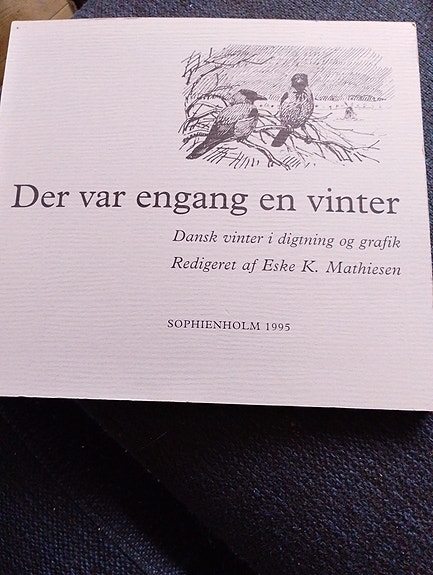 Der var engang en vinter
Dansk vinter i digtning og grafik
Redigeret af Eske K. Mathiesen
SOPHIENHOLM 1995